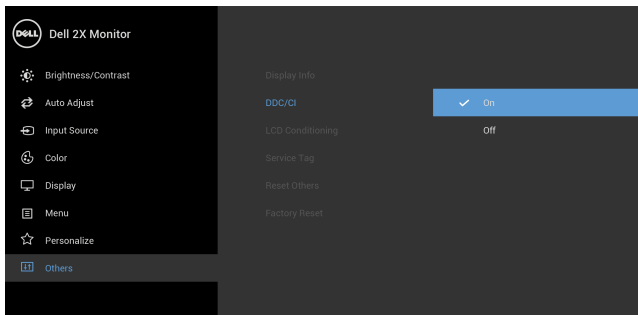 DELL Dell 2X Monitor
Brightness/Contrast
Auto Adjust
Input Source
Color
Display
Menu
Personalize
Others
Display Info
DDC/CI
LCD Conditioning
Service Tag
Reset Others
Factory Reset
On
Off